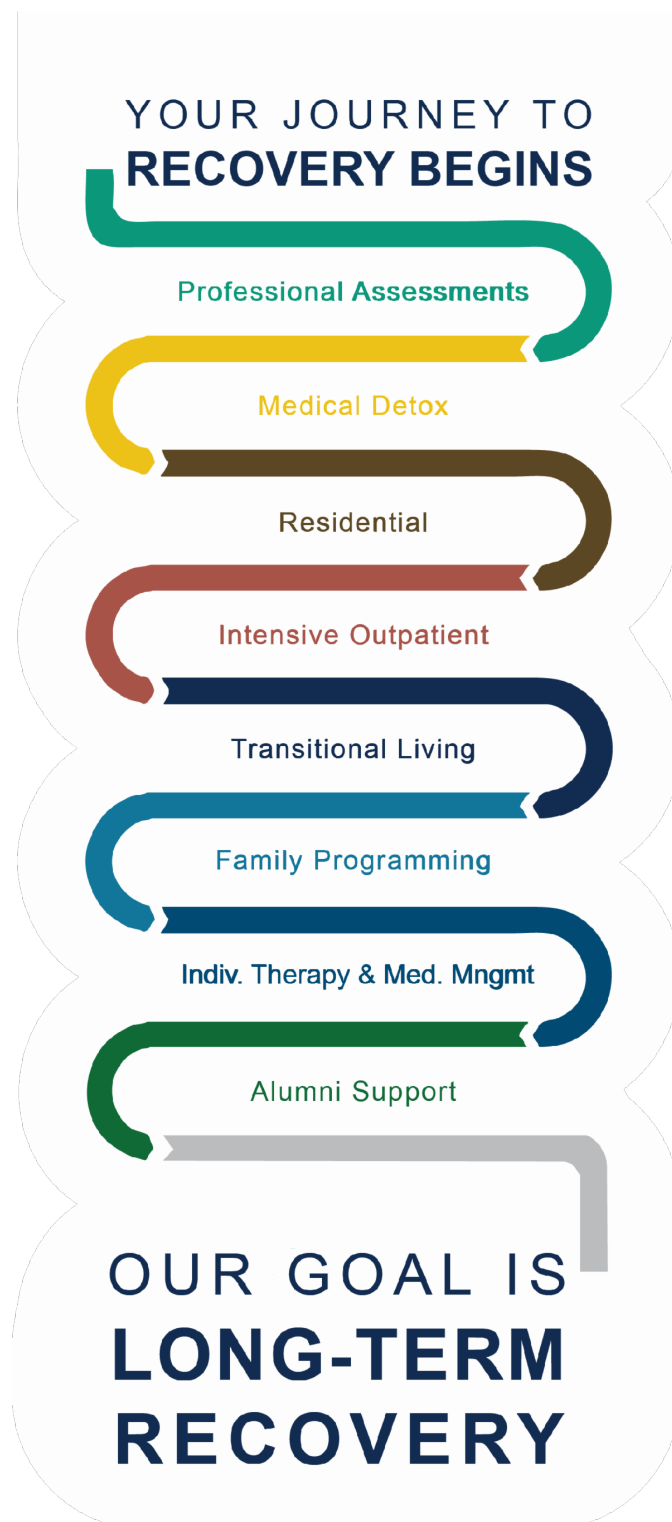 YOUR JOURNEY TO
RECOVERY BEGINS
Professional Assessments
Medical Detox
Residential
Intensive Outpatient
Transitional Living
Family Programming
Indiv. Therapy & Med. Mngmt
Alumni Support
OUR GOAL IS
LONG-TERM
RECOVERY